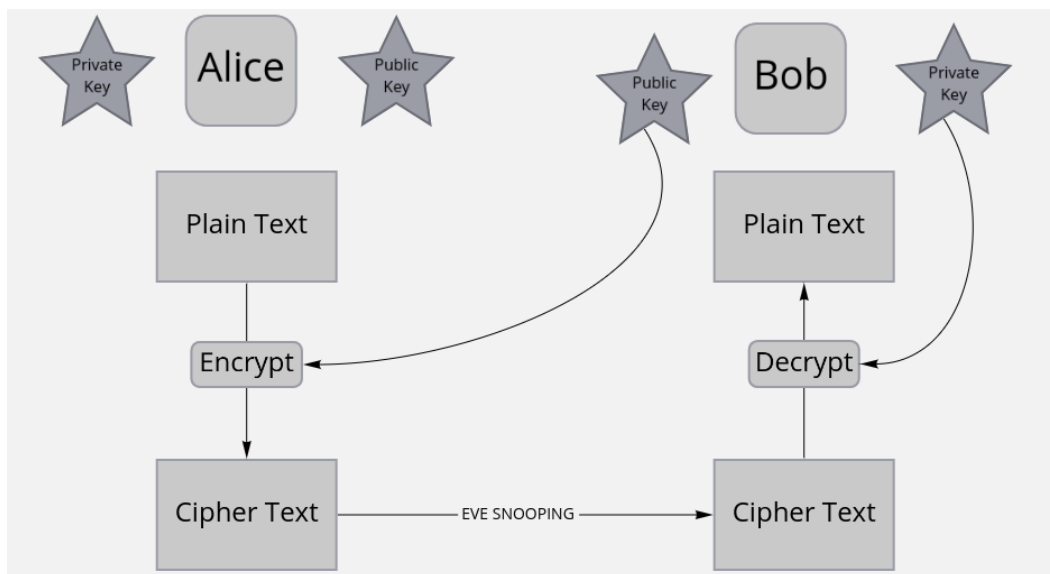 Private
Key
Alice
Public
Key
Public
Key
Bob
Private
Key
Plain Text
Plain Text
Encrypt
Decrypt
Cipher Text
EVE SNOOPING
Cipher Text